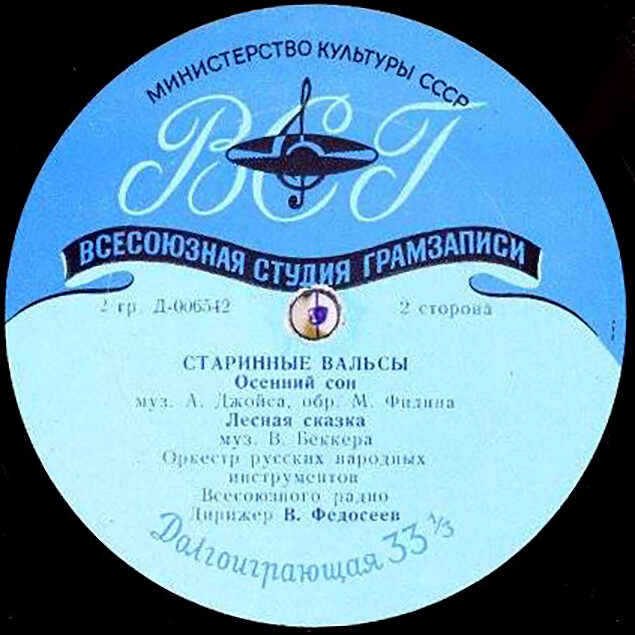 МИНИСТЕРСТВО КУЛЬТУРЫ СССР
ВСГ
ВСЕСОЮЗНАЯ СТУДИЯ ГРАМЗАПИСИ
2 гр. Д-006542
2 сторона
СТАРИННЫЕ ВАЛЬСЫ
Осенний сон
муз. А. Джойса, обр. М. Филина
Лесная сказка
муз. В. Беккера
Оркестр русских народных
инструментов
Всесоюзного радио
Дирижер В. Федосеев
Долгоиграющая 33 1/3